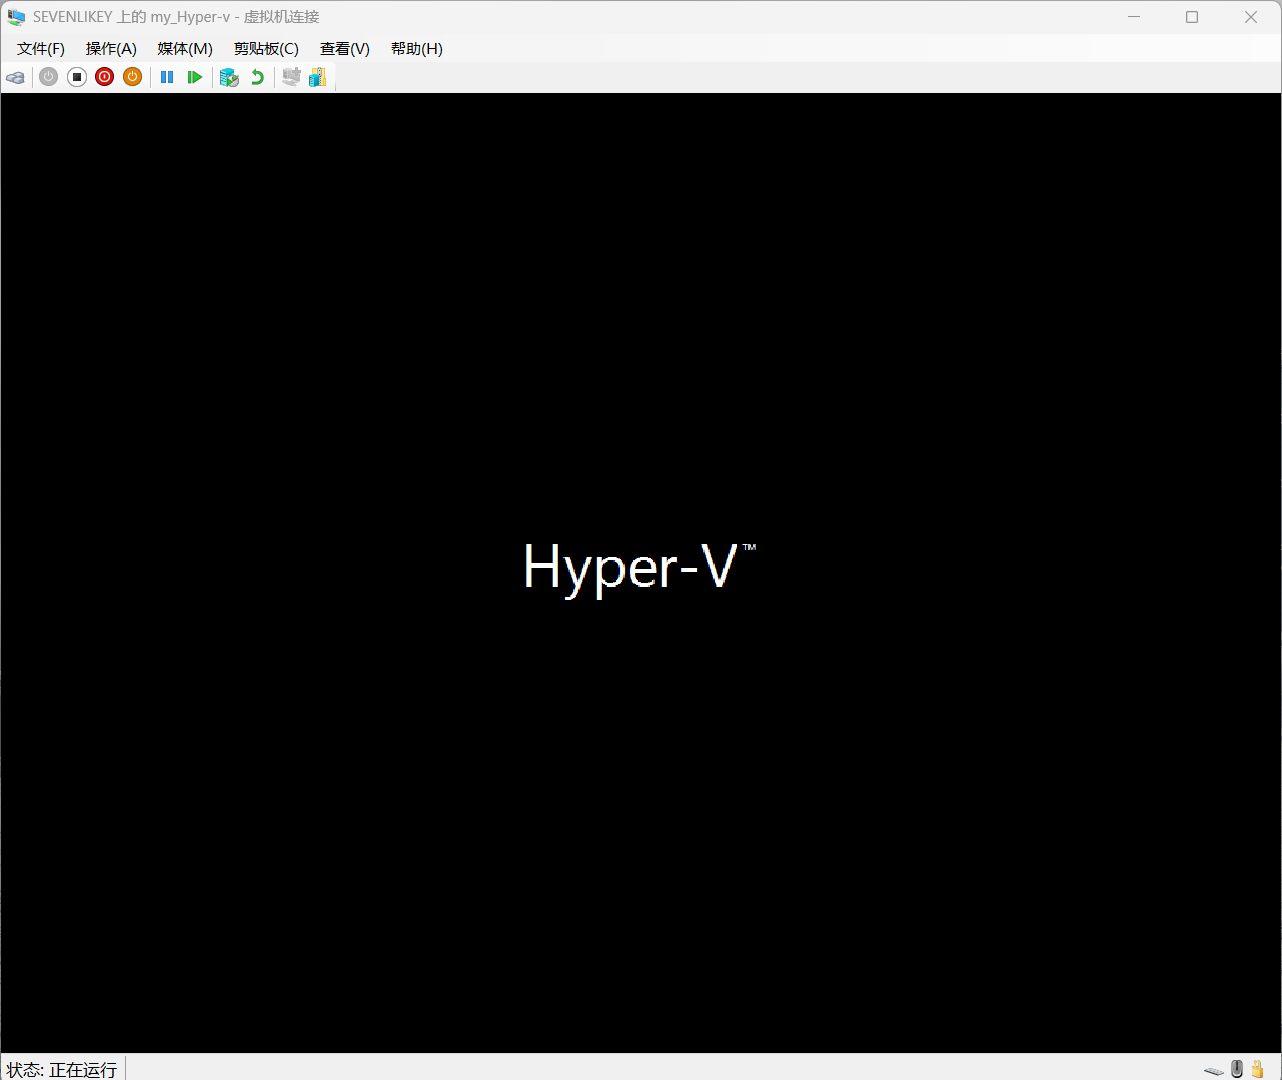 SEVENLIKEY 上的 my_Hyper-v - 虚拟机连接
文件(F) 操作(A) 媒体(M) 剪贴板(C) 查看(V) 帮助(H)
Hyper-V™
状态: 正在运行